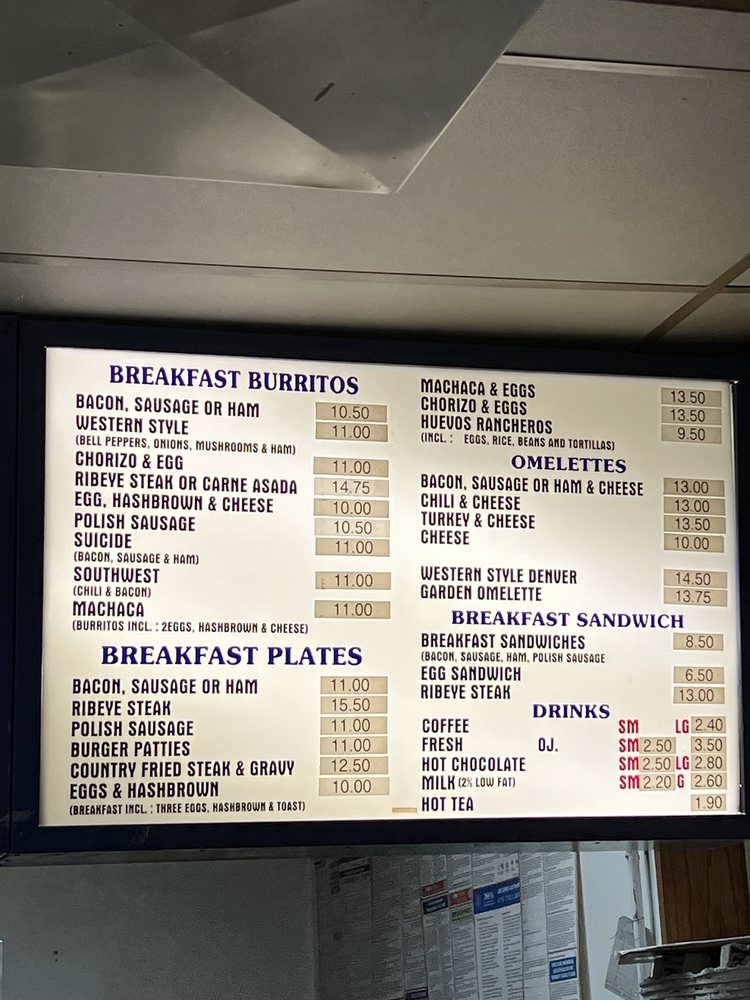 BREAKFAST BURRITOS
BACON, SAUSAGE OR HAM 10.50
WESTERN STYLE 11.00
(BELL PEPPERS, ONIONS, MUSHROOMS & HAM)
CHORIZO & EGG 11.00
RIBEYE STEAK OR CARNE ASADA 14.75
EGG, HASHBROWN & CHEESE 10.00
POLISH SAUSAGE 10.50
SUICIDE 11.00
(BACON, SAUSAGE & HAM)
SOUTHWEST 11.00
(CHILI & BACON)
MACHACA 11.00
(BURRITOS INCL. : 2EGGS, HASHBROWN & CHEESE)
BREAKFAST PLATES
BACON, SAUSAGE OR HAM 11.00
RIBEYE STEAK 15.50
POLISH SAUSAGE 11.00
BURGER PATTIES 11.00
COUNTRY FRIED STEAK & GRAVY 12.50
EGGS & HASHBROWN 10.00
(BREAKFAST INCL. : THREE EGGS, HASHBROWN & TOAST)
MACHACA & EGGS 13.50
CHORIZO & EGGS 13.50
HUEVOS RANCHEROS 9.50
(INCL. : EGGS, RICE, BEANS AND TORTILLAS)
OMELETTES
BACON, SAUSAGE OR HAM & CHEESE 13.00
CHILI & CHEESE 13.00
TURKEY & CHEESE 13.50
CHEESE 10.00
WESTERN STYLE DENVER 14.50
GARDEN OMELETTE 13.75
BREAKFAST SANDWICH
BREAKFAST SANDWICHES 8.50
(BACON, SAUSAGE, HAM, POLISH SAUSAGE
EGG SANDWICH 6.50
RIBEYE STEAK 13.00
DRINKS
COFFEE SM LG 2.40
FRESH OJ. SM 2.50 3.50
HOT CHOCOLATE SM 2.50 LG 2.80
MILK (2% LOW FAT) SM 2.20 G 2.60
HOT TEA 1.90